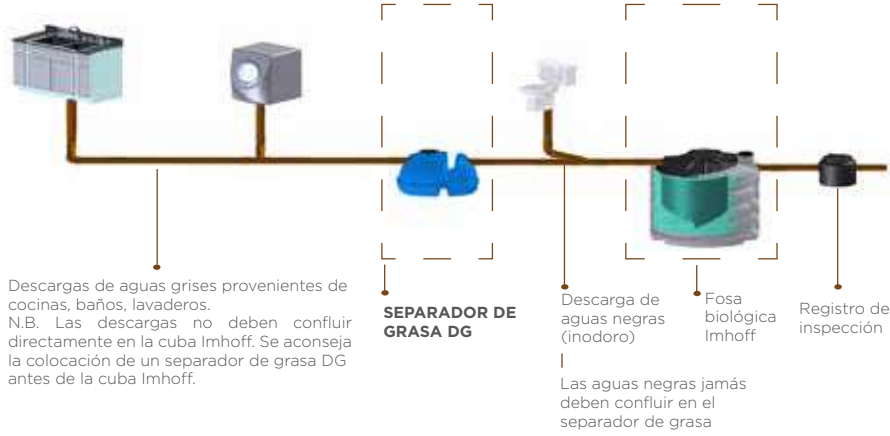 Descargas de aguas grises provenientes de
cocinas, baños, lavaderos.
N.B. Las descargas no deben confluir
directamente en la cuba Imhoff. Se aconseja
la colocación de un separador de grasa DG
antes de la cuba Imhoff.
SEPARADOR DE
GRASA DG
Descarga de
aguas negras
(inodoro)
Las aguas negras jamás
deben confluir en el
separador de grasa
Fosa
biológica
Imhoff
Registro de
inspección